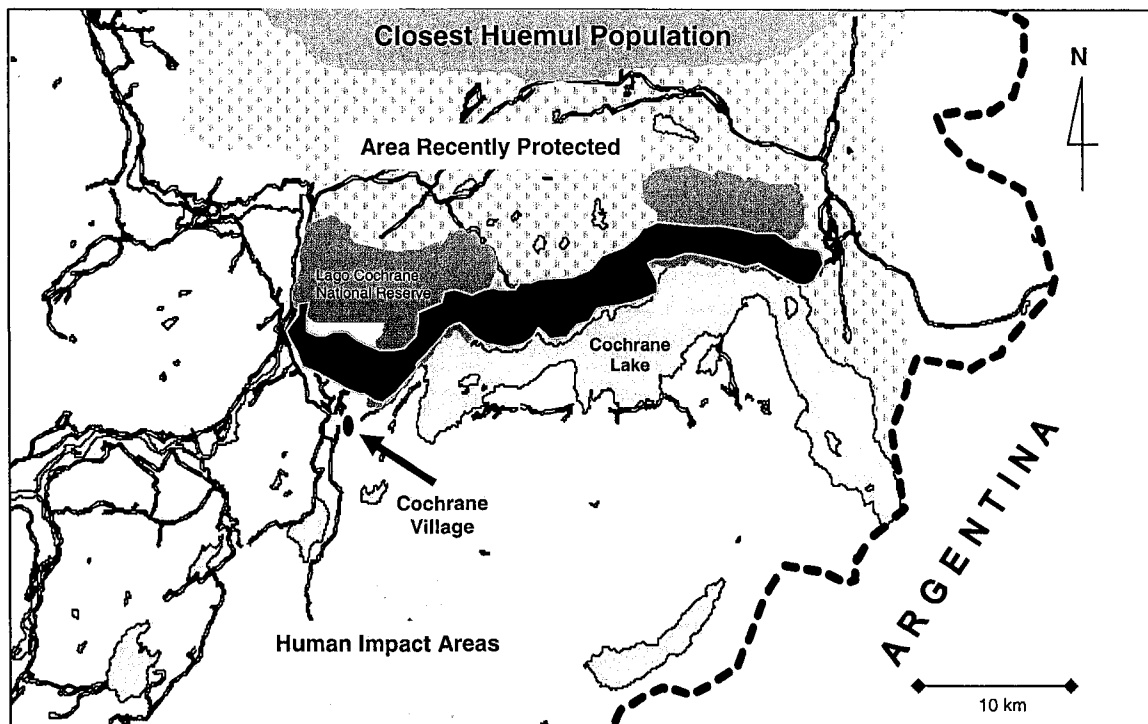 Closest Huemul Population
N
Area Recently Protected
Lago Cochrane
National Reserve
Cochrane
Lake
Cochrane
Village
ARGENTINA
Human Impact Areas
10 km